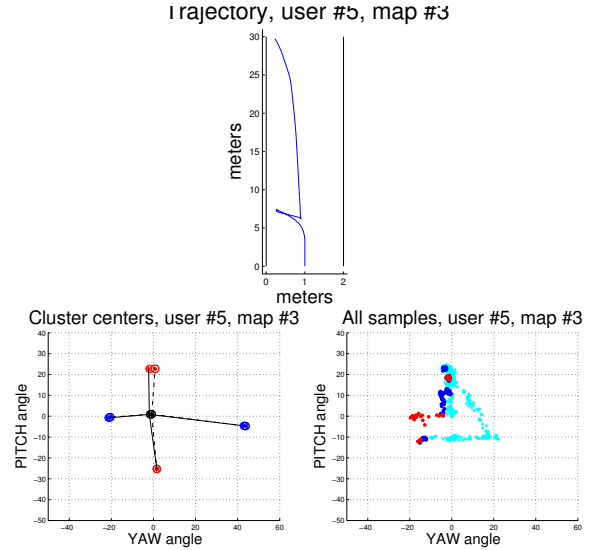 Trajectory, user #5, map #3
30
25
20
15
10
5
0
meters
0 1 2
meters
Cluster centers, user #5, map #3
40
30
20
10
0
−10
−20
−30
−40
−50
PITCH angle
−40 −20 0 20 40 60
YAW angle
All samples, user #5, map #3
40
30
20
10
0
−10
−20
−30
−40
−50
PITCH angle
−40 −20 0 20 40 60
YAW angle